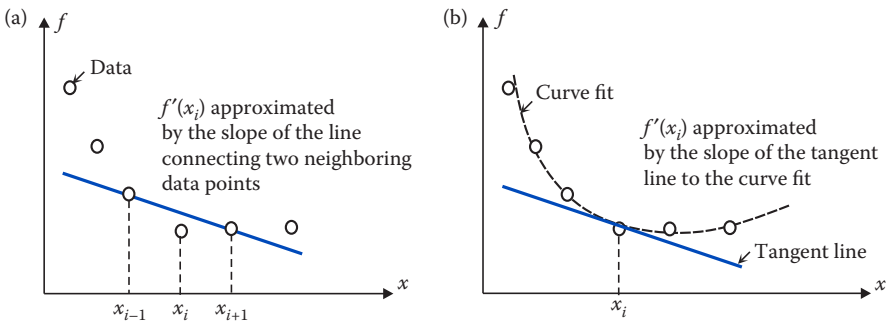 (a)
f
Data
f′(xᵢ) approximated
by the slope of the line
connecting two neighboring
data points
x
xᵢ₋₁
xᵢ
xᵢ₊₁
(b)
f
Curve fit
f′(xᵢ) approximated
by the slope of the tangent
line to the curve fit
Tangent line
x
xᵢ